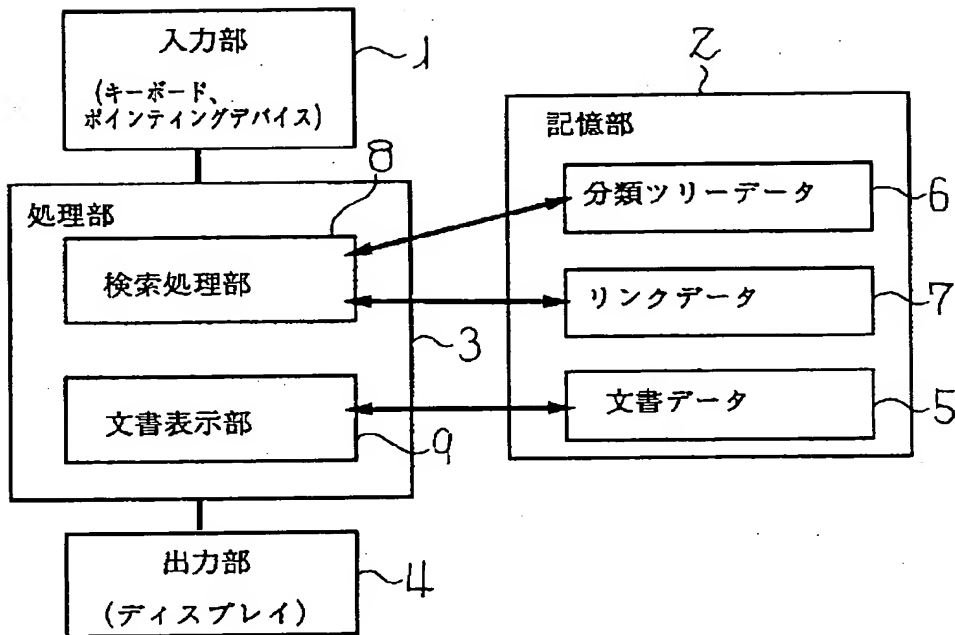 入力部
(キーボード、
ポインティングデバイス)
1
2
記憶部
8
分類ツリーデータ
6
処理部
検索処理部
リンクデータ
7
3
文書表示部
9
文書データ
5
出力部
(ディスプレイ)
4